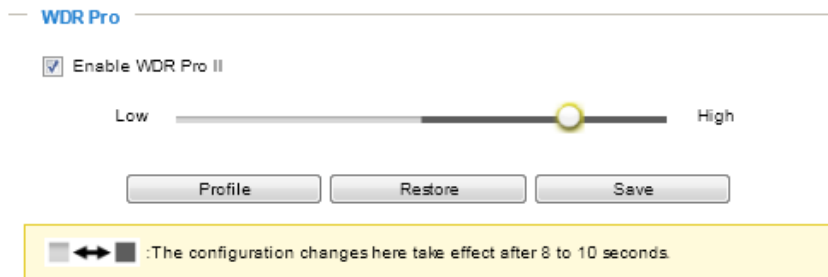 WDR Pro
Enable WDR Pro II
Low High
Profile Restore Save
:The configuration changes here take effect after 8 to 10 seconds.